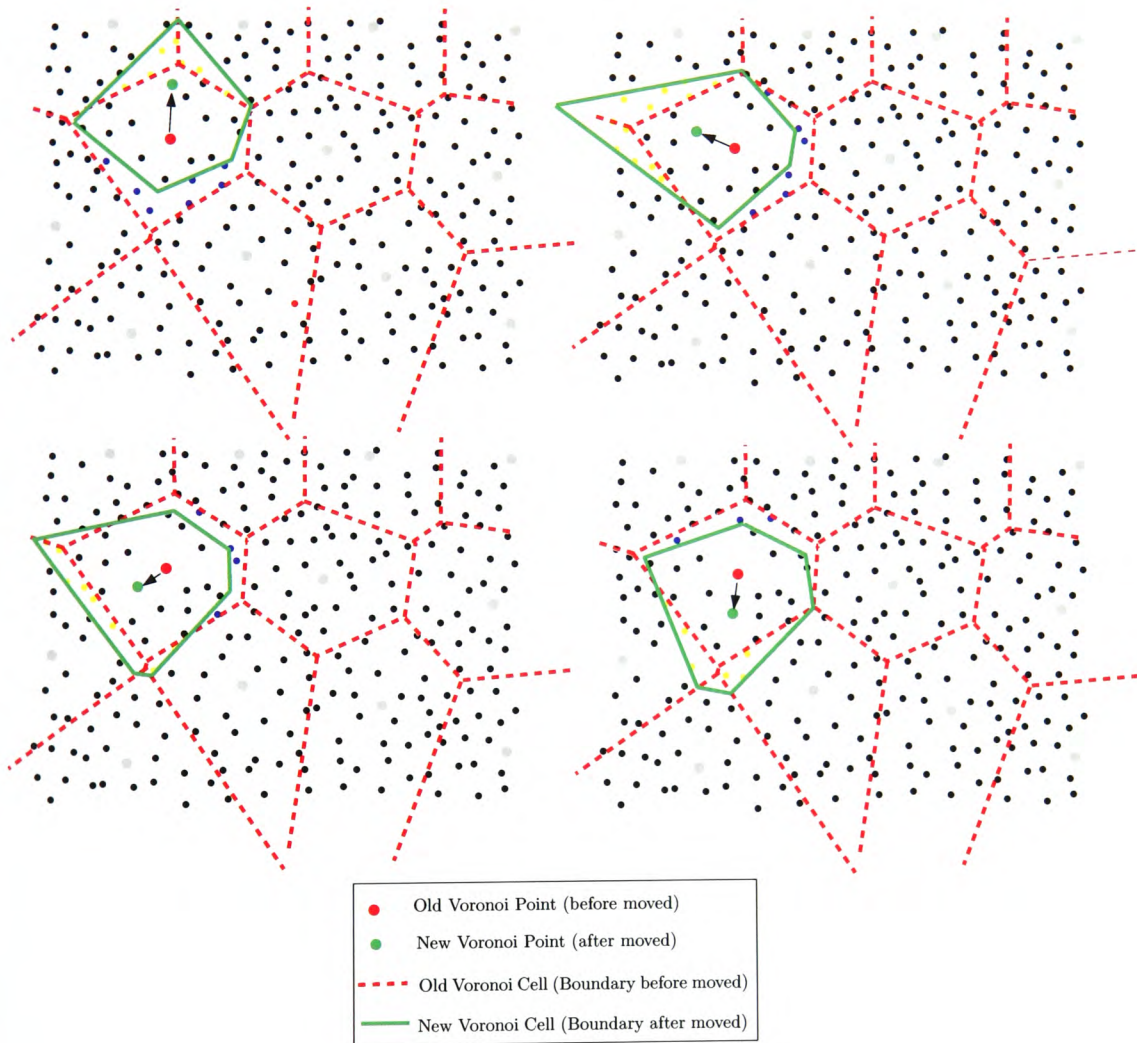 Old Voronoi Point (before moved)
New Voronoi Point (after moved)
Old Voronoi Cell (Boundary before moved)
New Voronoi Cell (Boundary after moved)